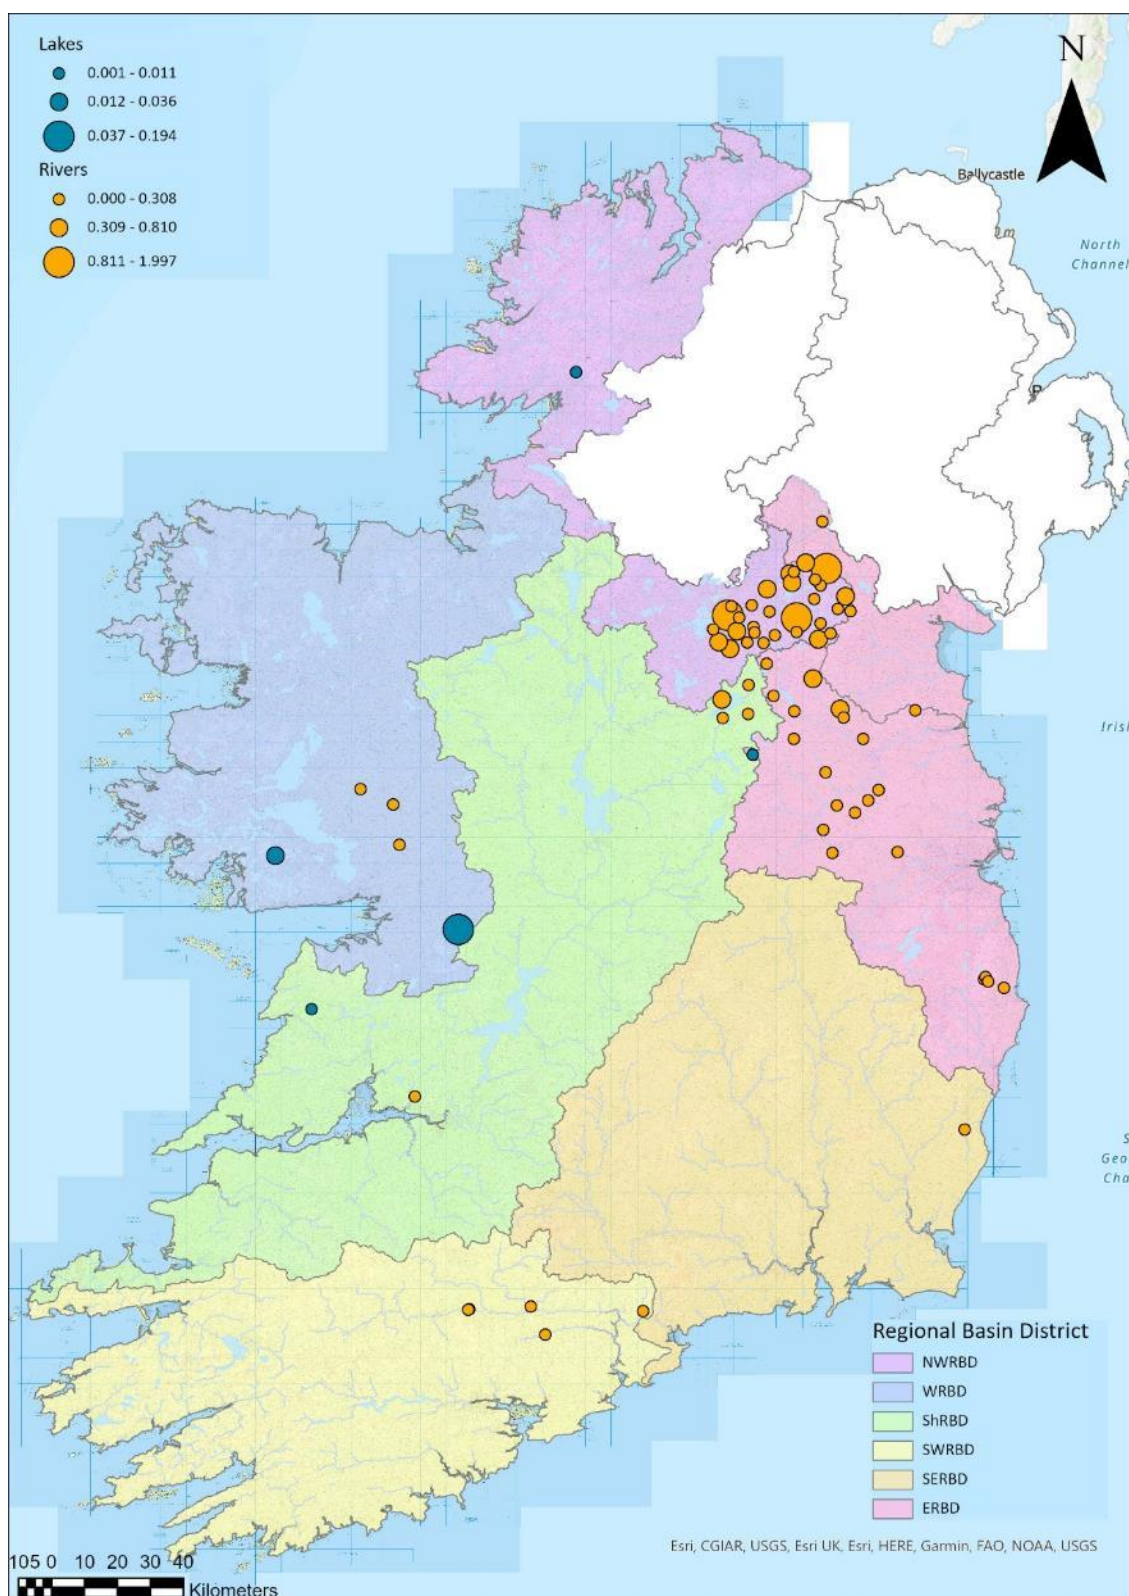 Lakes
0.001 - 0.011
0.012 - 0.036
0.037 - 0.194
Rivers
0.000 - 0.308
0.309 - 0.810
0.811 - 1.997
N
Ballycastle
North
Channel
Irish
Geo
Cha
Regional Basin District
NWRBD
WRBD
ShRBD
SWRBD
SERBD
ERBD
Esri, CGIAR, USGS, Esri UK, Esri, HERE, Garmin, FAO, NOAA, USGS
105 0 10 20 30 40
Kilometers